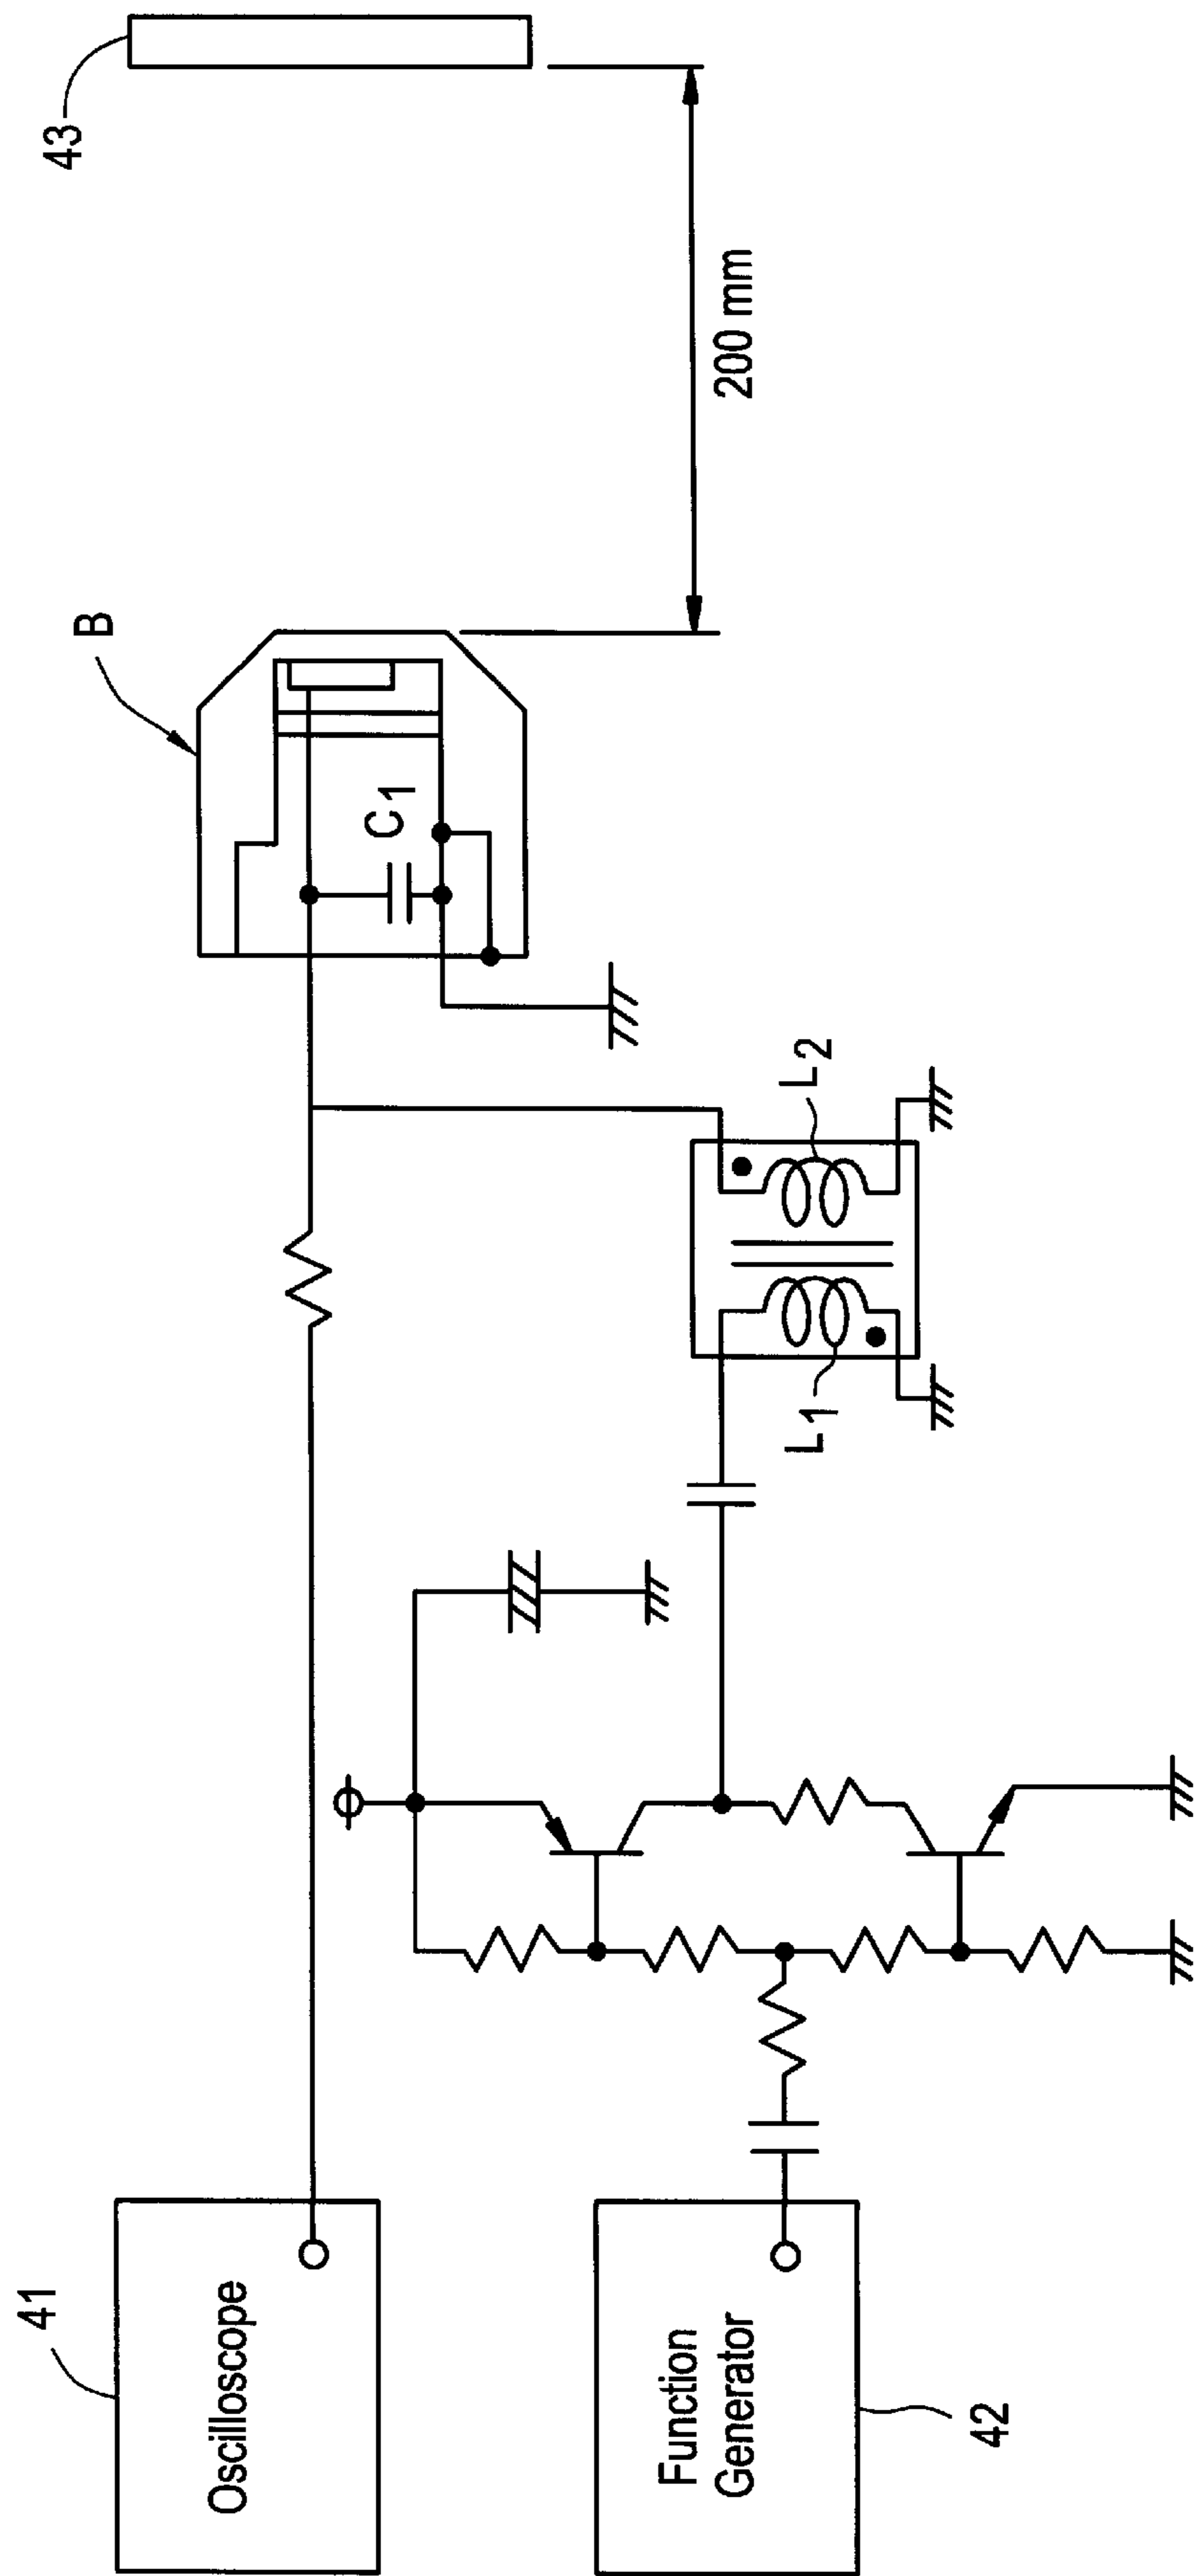 41
Oscilloscope
Function
Generator
42
B
C1
L1
L2
200 mm
43